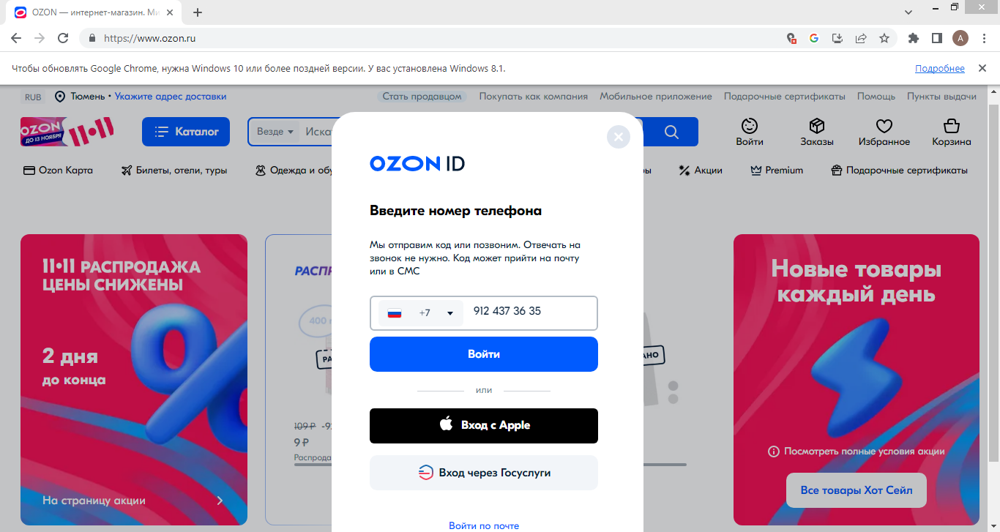 OZON — интернет-магазин. Ми
https://www.ozon.ru
A
Чтобы обновлять Google Chrome, нужна Windows 10 или более поздней версии. У вас установлена Windows 8.1.
Подробнее
RUB
Тюмень • Укажите адрес доставки
Стать продавцом
Покупать как компания
Мобильное приложение
Подарочные сертификаты
Помощь
Пункты выдачи
OZON
ДО 13 НОЯБРЯ
11•11
Каталог
Везде
Иска
Войти
Заказы
Избранное
Корзина
Ozon Карта
Билеты, отели, туры
Одежда и обу
ры
Акции
Premium
Подарочные сертификаты
OZON ID
Введите номер телефона
Мы отправим код или позвоним. Отвечать на
звонок не нужно. Код может прийти на почту
или в СМС
+7
912 437 36 35
Войти
или
Вход с Apple
Вход через Госуслуги
Войти по почте
11•11 РАСПРОДАЖА
ЦЕНЫ СНИЖЕНЫ
2 дня
до конца
На страницу акции
РАСПР
400
РА
АНО
109 ₽ -9
9 ₽
Распрода
Новые товары
каждый день
Посмотреть полные условия акции
Все товары Хот Сейл